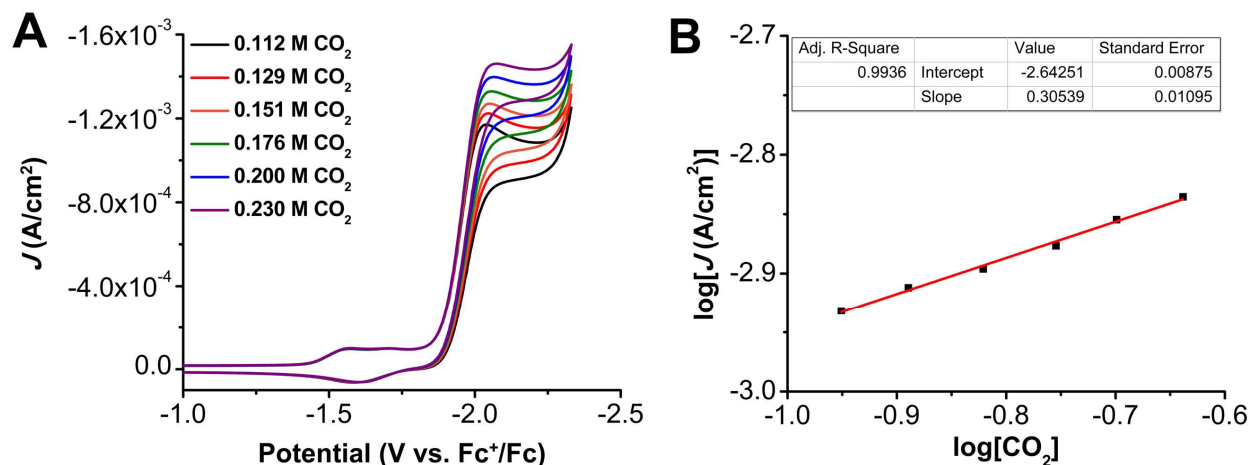 A
J (A/cm²)
-1.6x10⁻³
-1.2x10⁻³
-8.0x10⁻⁴
-4.0x10⁻⁴
0.0
0.112 M CO₂
0.129 M CO₂
0.151 M CO₂
0.176 M CO₂
0.200 M CO₂
0.230 M CO₂
-1.0 -1.5 -2.0 -2.5
Potential (V vs. Fc⁺/Fc)
B
log[J (A/cm²)]
-2.7
-2.8
-2.9
-3.0
Adj. R-Square Value Standard Error
0.9936 Intercept -2.64251 0.00875
Slope 0.30539 0.01095
-1.0 -0.9 -0.8 -0.7 -0.6
log[CO₂]